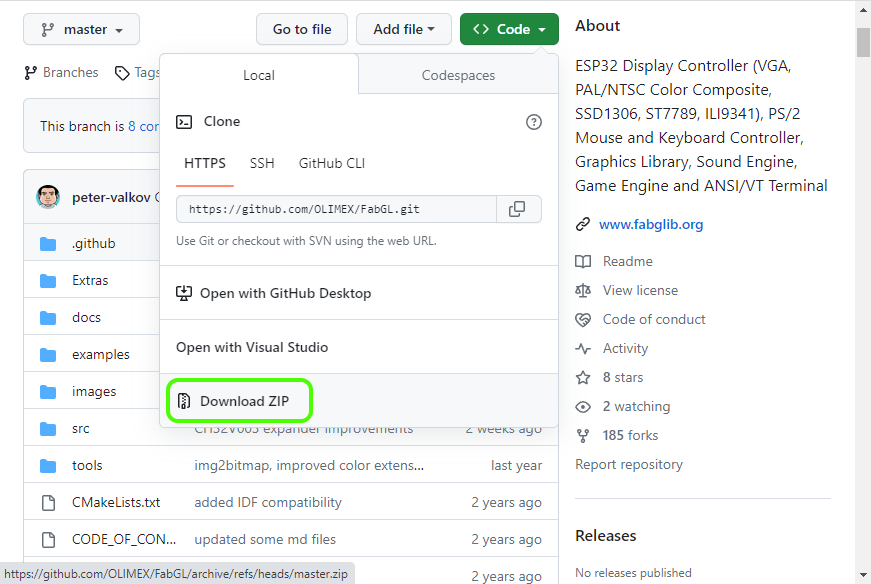 master
Go to file
Add file
Code
Branches
Tags
This branch is 8 con
peter-valkov
.github
Extras
docs
examples
images
src
CH32V003 expander improvements
2 weeks ago
tools
img2bitmap, improved color extens...
last year
CMakeLists.txt
added IDF compatibility
2 years ago
CODE_OF_CON...
updated some md files
2 years ago
2 years ago
https://github.com/OLIMEX/FabGL/archive/refs/heads/master.zip
Local
Codespaces
Clone
HTTPS
SSH
GitHub CLI
https://github.com/OLIMEX/FabGL.git
Use Git or checkout with SVN using the web URL.
Open with GitHub Desktop
Open with Visual Studio
Download ZIP
About
ESP32 Display Controller (VGA,
PAL/NTSC Color Composite,
SSD1306, ST7789, ILI9341), PS/2
Mouse and Keyboard Controller,
Graphics Library, Sound Engine,
Game Engine and ANSI/VT Terminal
www.fabglib.org
Readme
View license
Code of conduct
Activity
8 stars
2 watching
185 forks
Report repository
Releases
No releases published